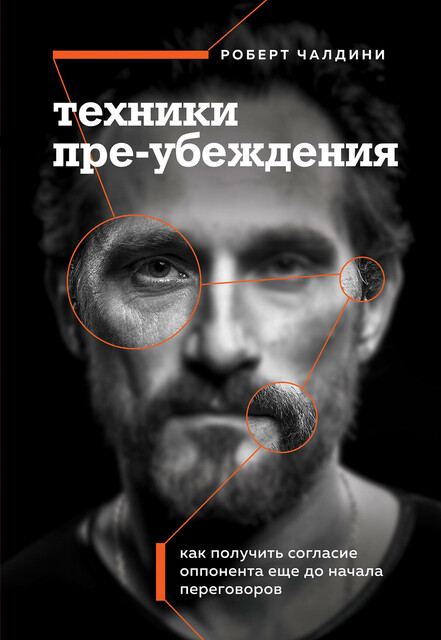 РОБЕРТ ЧАЛДИНИ
техники
пре-убеждения
как получить согласие
оппонента еще до начала
переговоров